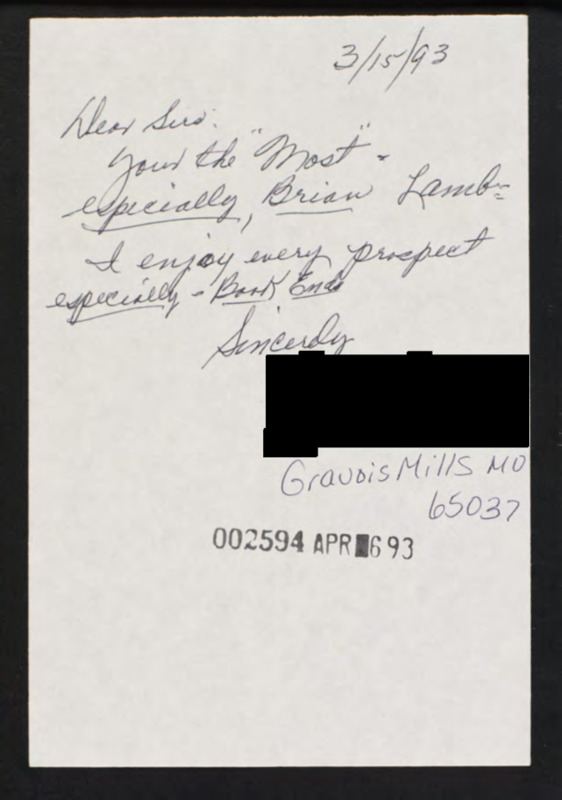 3/15/93
Dear Sirs:
Your the "Most" -
especially, Brian Lamb -
I enjoy every prospect
especially - Book Ends
Sincerely
Gravois Mills MO
65037
002594 APR 6 93